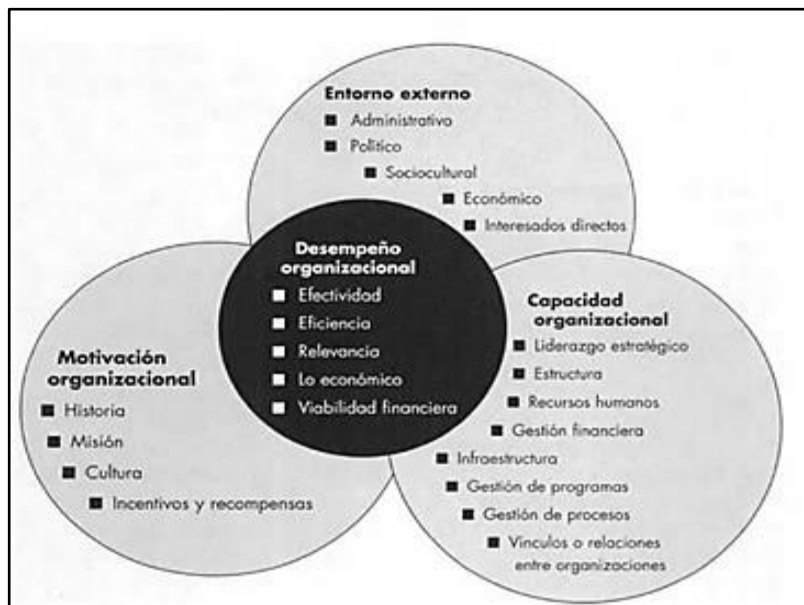 Entorno externo
Administrativo
Político
Sociocultural
Económico
Interesados directos
Desempeño
organizacional
Efectividad
Eficiencia
Relevancia
Lo económico
Viabilidad financiera
Motivación
organizacional
Historia
Misión
Cultura
Incentivos y recompensas
Capacidad
organizacional
Liderazgo estratégico
Estructura
Recursos humanos
Gestión financiera
Infraestructura
Gestión de programas
Gestión de procesos
Vínculos o relaciones
entre organizaciones